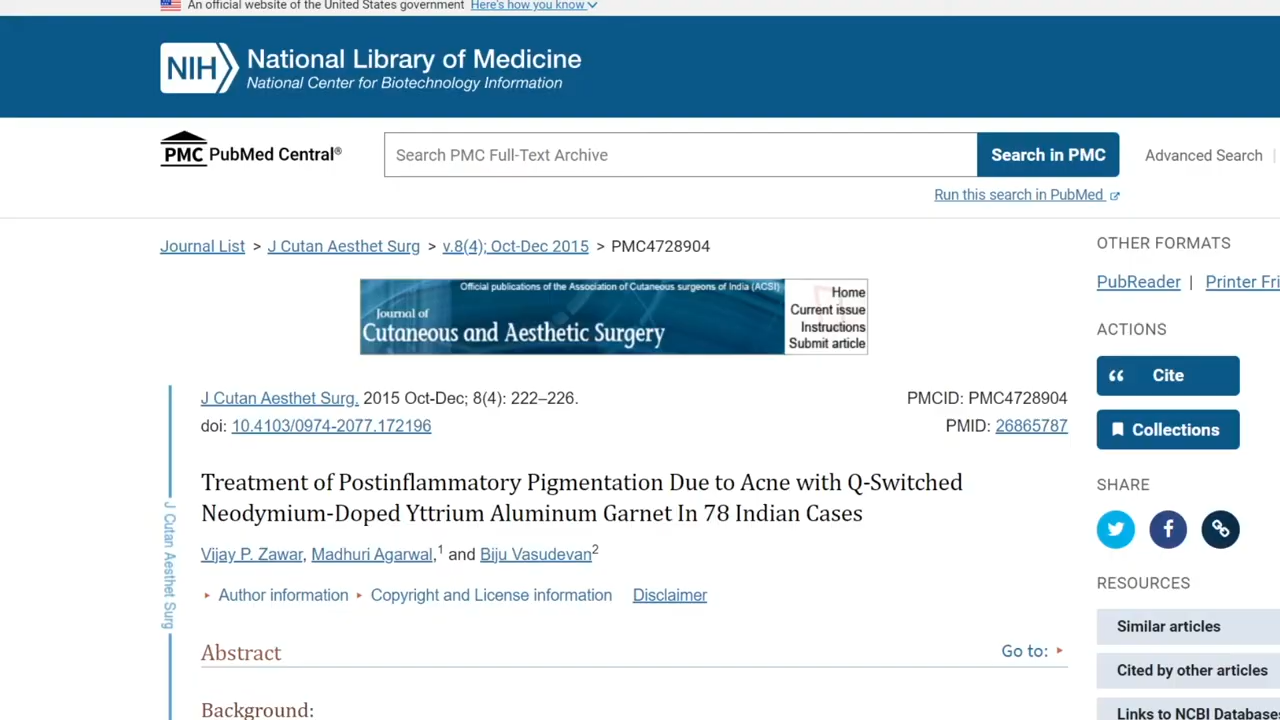 An official website of the United States government Here's how you know
NIH National Library of Medicine
National Center for Biotechnology Information
PMC PubMed Central®
Search PMC Full-Text Archive
Search in PMC
Advanced Search
Run this search in PubMed
Journal List > J Cutan Aesthet Surg > v.8(4); Oct-Dec 2015 > PMC4728904
Official publications of the Association of Cutaneous surgeons of India (ACSI)
Journal of
Cutaneous and Aesthetic Surgery
Home
Current issue
Instructions
Submit article
J Cutan Aesthet Surg. 2015 Oct-Dec; 8(4): 222–226.
PMCID: PMC4728904
doi: 10.4103/0974-2077.172196
PMID: 26865787
Treatment of Postinflammatory Pigmentation Due to Acne with Q-Switched
Neodymium-Doped Yttrium Aluminum Garnet In 78 Indian Cases
Vijay P. Zawar, Madhuri Agarwal,1 and Biju Vasudevan2
Author information
Copyright and License information
Disclaimer
Abstract
Go to:
Background:
J Cutan Aesthet Surg
OTHER FORMATS
PubReader | Printer Fri
ACTIONS
Cite
Collections
SHARE
RESOURCES
Similar articles
Cited by other articles
Links to NCBI Databases